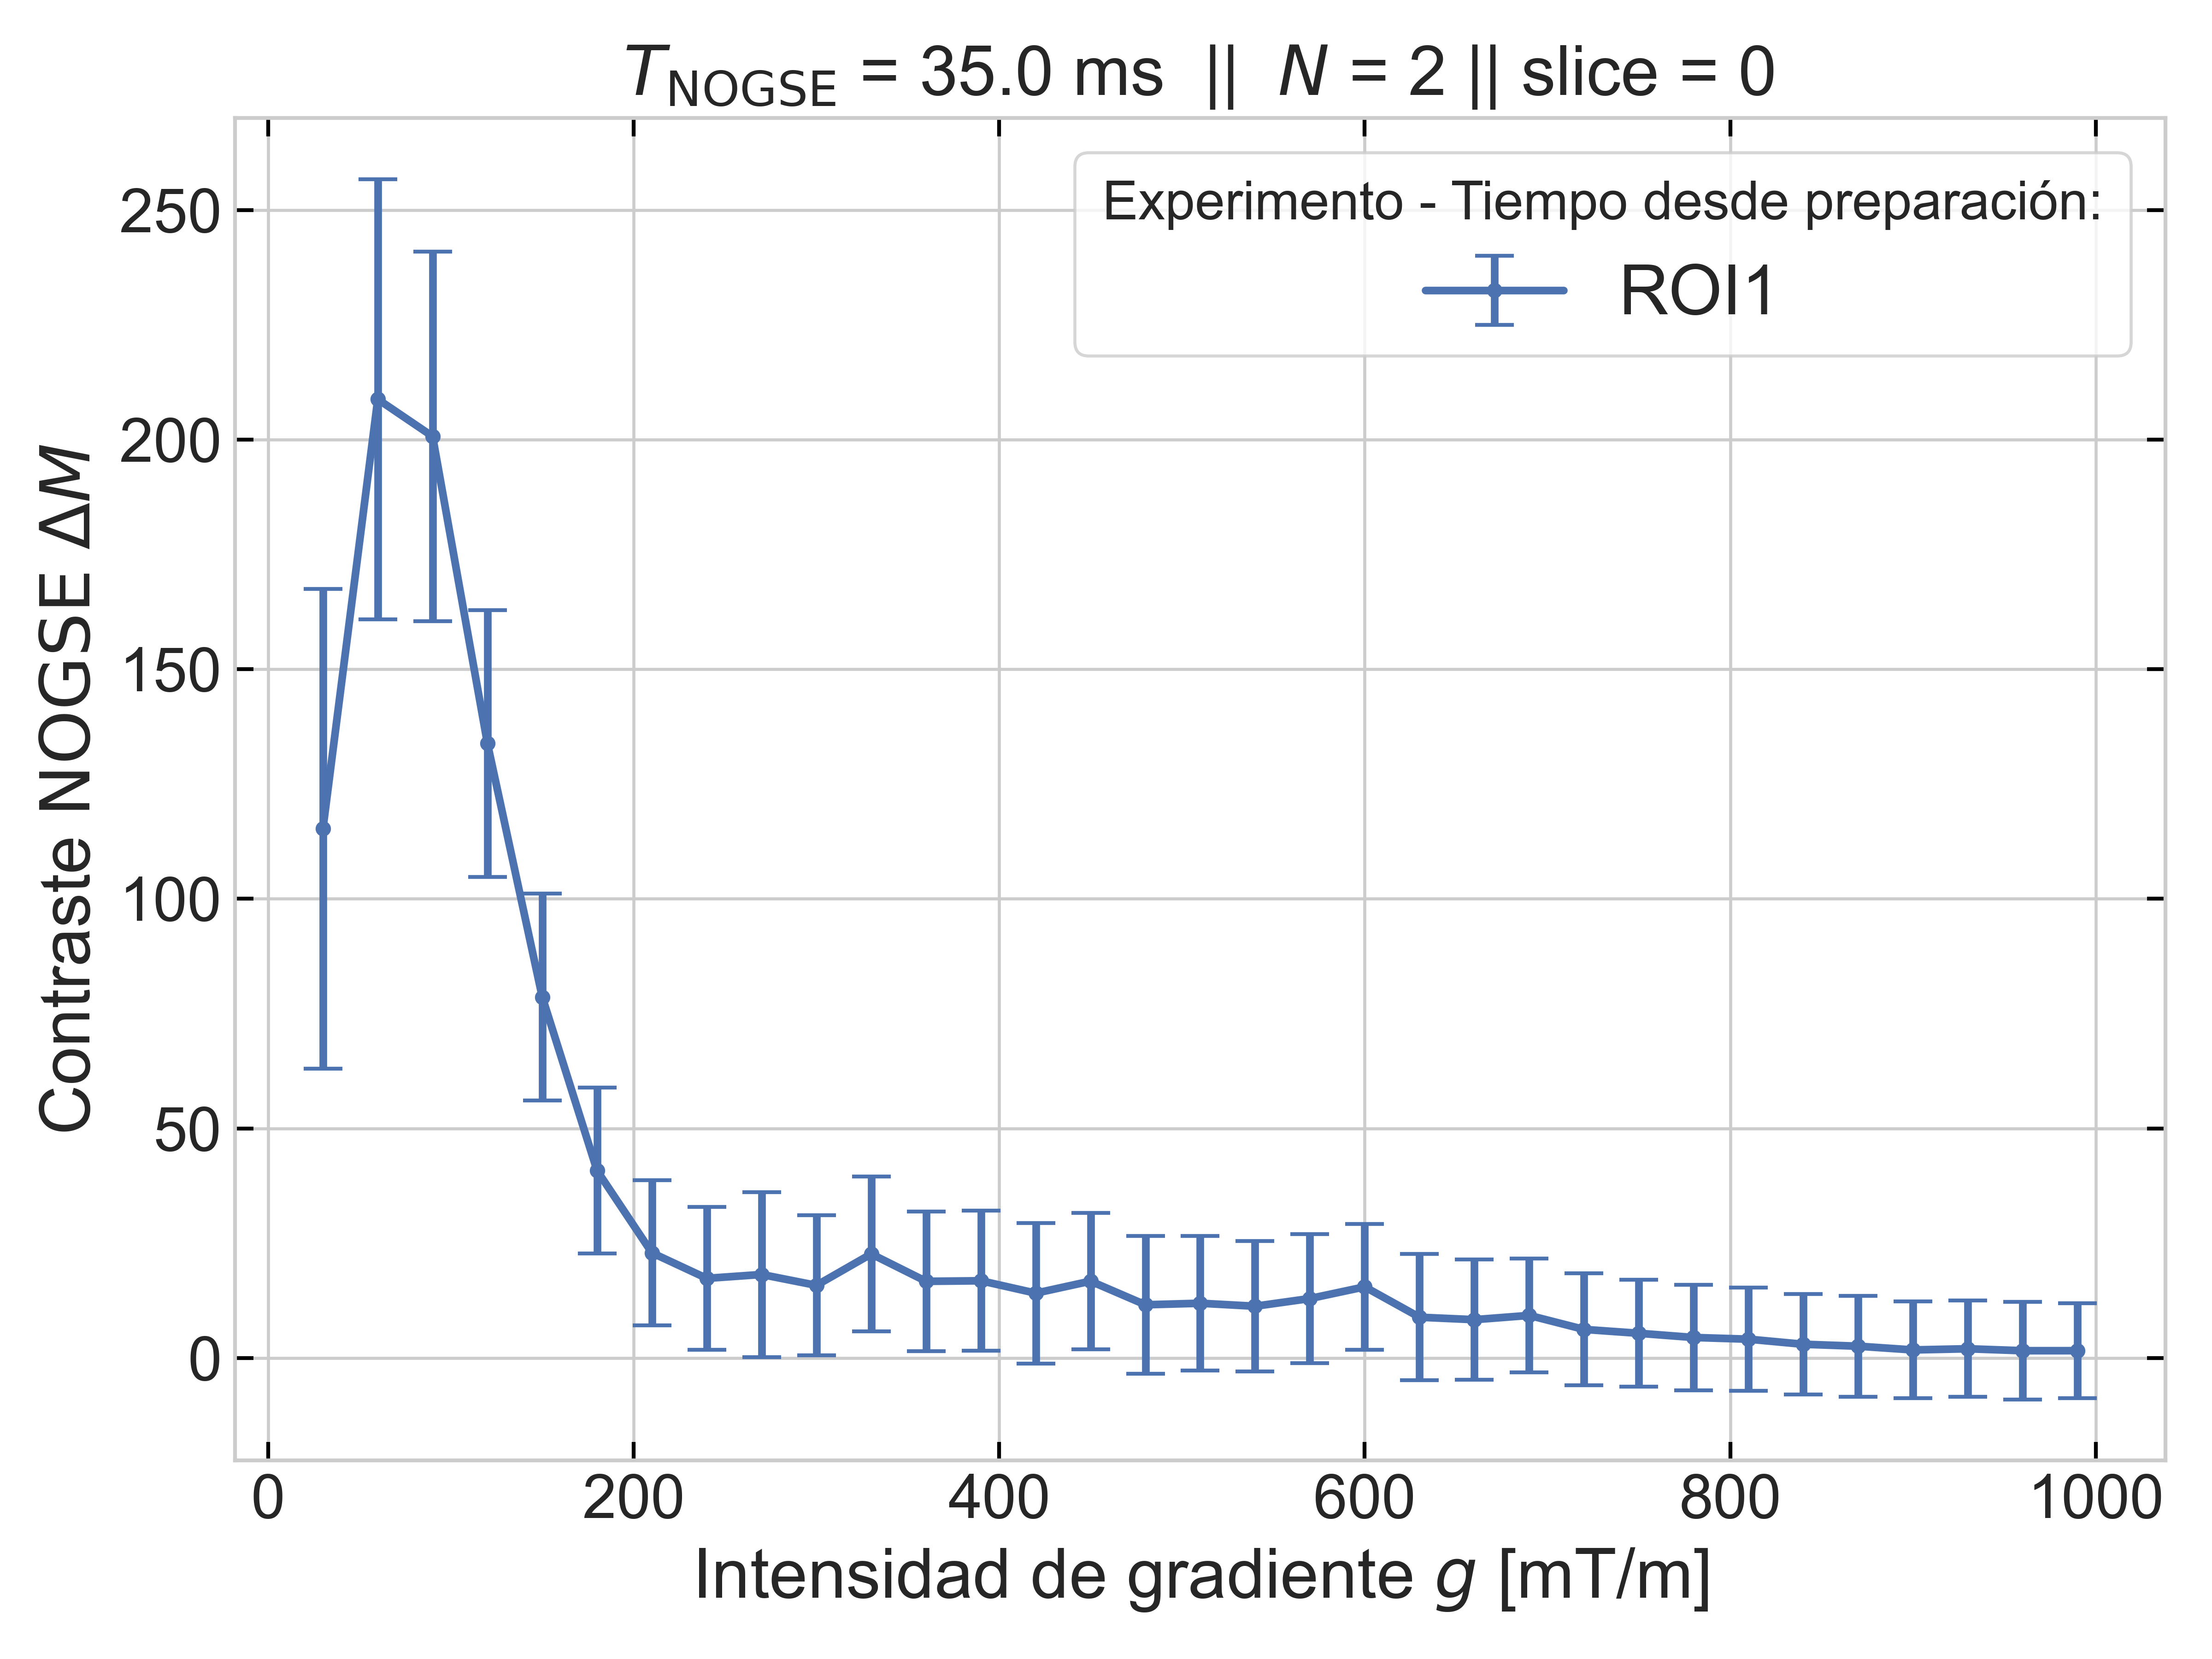 T_NOGSE = 35.0 ms || N = 2 || slice = 0
Experimento - Tiempo desde preparación:
ROI1
Contraste NOGSE ΔM
250
200
150
100
50
0
0 200 400 600 800 1000
Intensidad de gradiente g [mT/m]